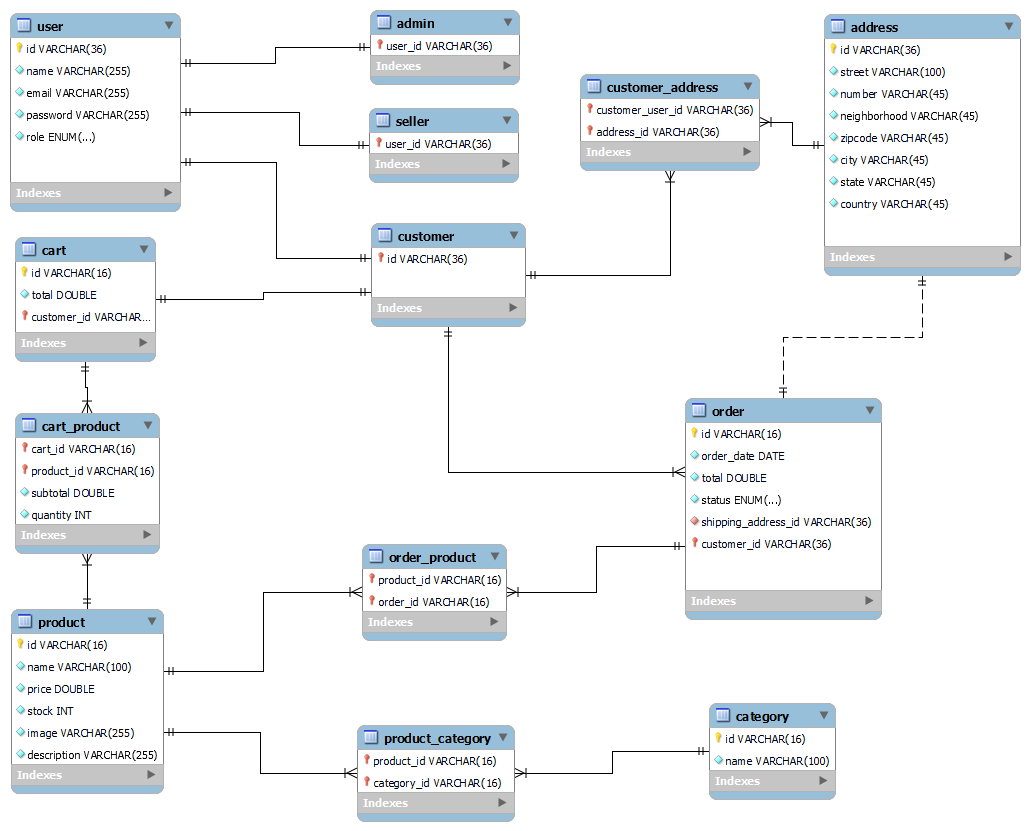 user
id VARCHAR(36)
name VARCHAR(255)
email VARCHAR(255)
password VARCHAR(255)
role ENUM(...)
Indexes
admin
user_id VARCHAR(36)
Indexes
seller
user_id VARCHAR(36)
Indexes
customer
id VARCHAR(36)
Indexes
customer_address
customer_user_id VARCHAR(36)
address_id VARCHAR(36)
Indexes
address
id VARCHAR(36)
street VARCHAR(100)
number VARCHAR(45)
neighborhood VARCHAR(45)
zipcode VARCHAR(45)
city VARCHAR(45)
state VARCHAR(45)
country VARCHAR(45)
Indexes
cart
id VARCHAR(16)
total DOUBLE
customer_id VARCHAR...
Indexes
cart_product
cart_id VARCHAR(16)
product_id VARCHAR(16)
subtotal DOUBLE
quantity INT
Indexes
order
id VARCHAR(16)
order_date DATE
total DOUBLE
status ENUM(...)
shipping_address_id VARCHAR(36)
customer_id VARCHAR(36)
Indexes
order_product
product_id VARCHAR(16)
order_id VARCHAR(16)
Indexes
product
id VARCHAR(16)
name VARCHAR(100)
price DOUBLE
stock INT
image VARCHAR(255)
description VARCHAR(255)
Indexes
product_category
product_id VARCHAR(16)
category_id VARCHAR(16)
Indexes
category
id VARCHAR(16)
name VARCHAR(100)
Indexes